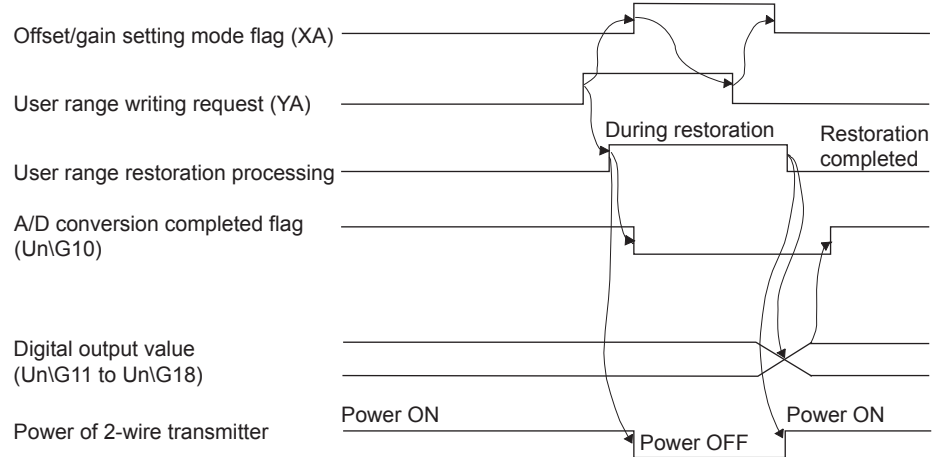 Offset/gain setting mode flag (XA)
User range writing request (YA)
During restoration
Restoration
completed
User range restoration processing
A/D conversion completed flag
(Un\G10)
Digital output value
(Un\G11 to Un\G18)
Power ON
Power ON
Power of 2-wire transmitter
Power OFF